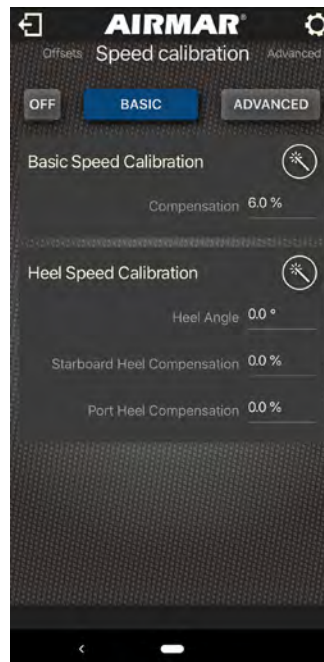 AIRMAR®
Offsets Speed calibration Advanced
OFF BASIC ADVANCED
Basic Speed Calibration
Compensation 6.0 %
Heel Speed Calibration
Heel Angle 0.0 °
Starboard Heel Compensation 0.0 %
Port Heel Compensation 0.0 %